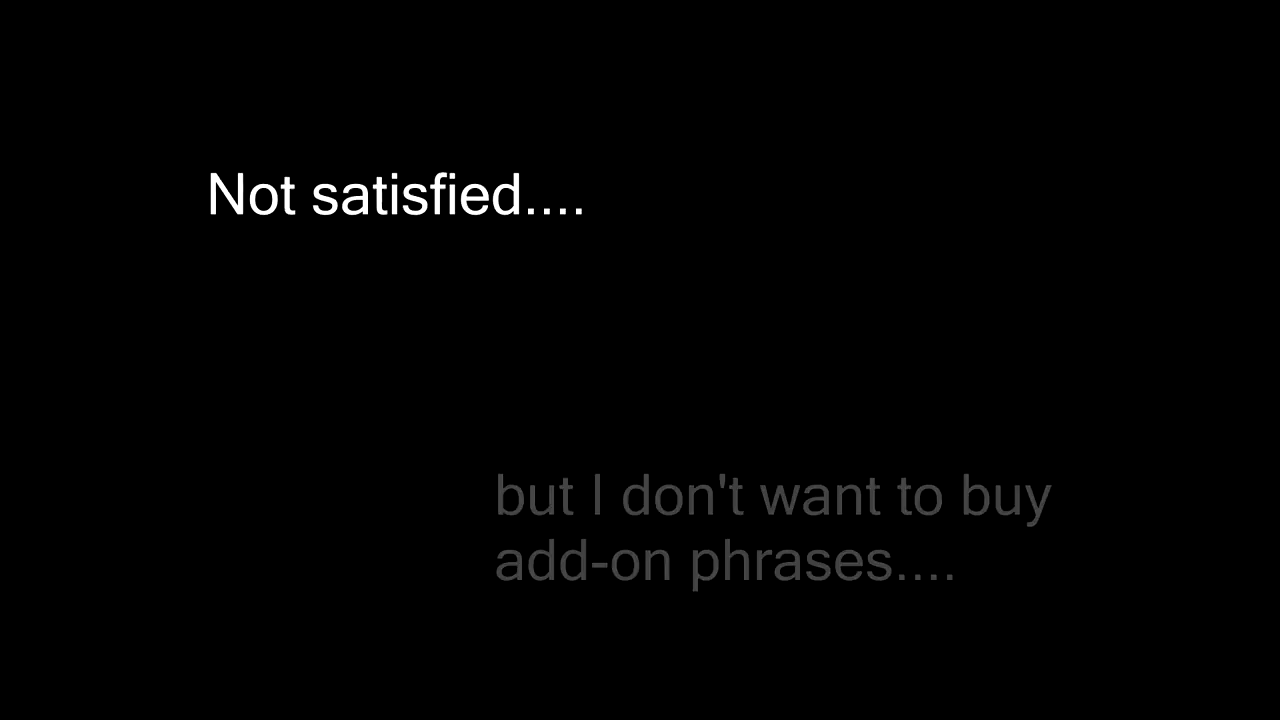 Not satisfied....
but I don't want to buy
add-on phrases....